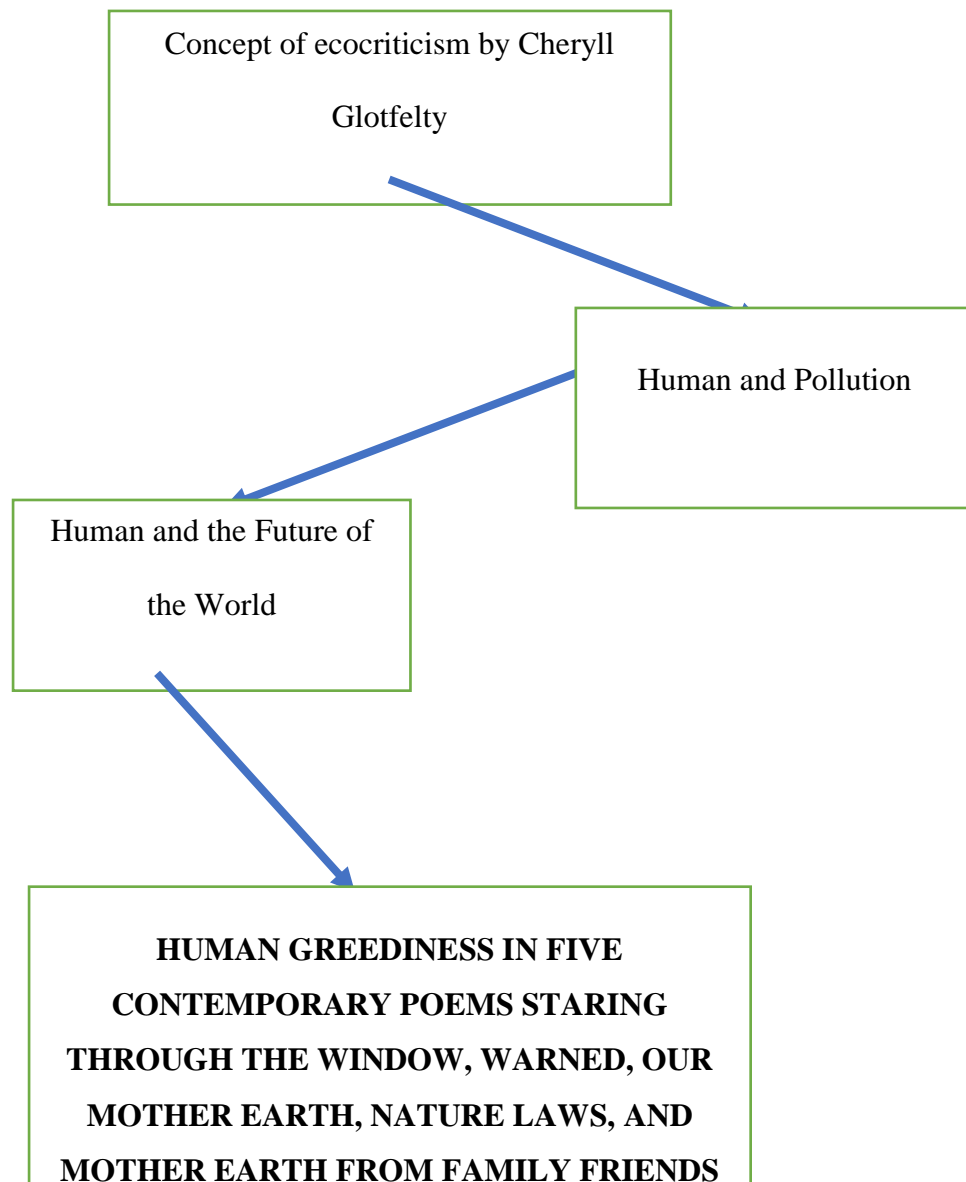 Concept of ecocriticism by Cheryll
Glotfelty
Human and Pollution
Human and the Future of
the World
HUMAN GREEDINESS IN FIVE
CONTEMPORARY POEMS STARING
THROUGH THE WINDOW, WARNED, OUR
MOTHER EARTH, NATURE LAWS, AND
MOTHER EARTH FROM FAMILY FRIENDS